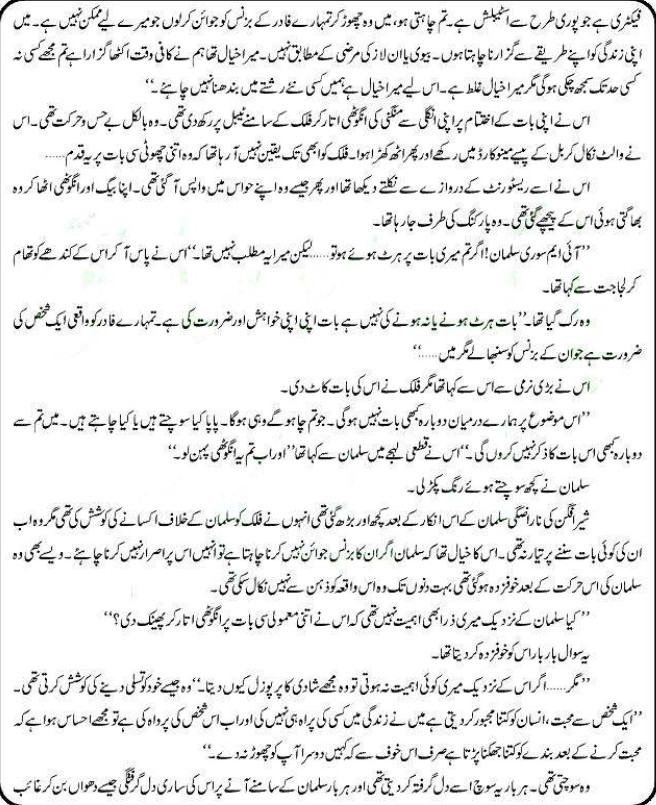 فیکٹری ہے جو پوری طرح سے اسٹیبلش ہے۔ تم چاہتی ہو، میں وہ چھوڑ کر تمہارے فادر کے بزنس کو جوائن کرلوں جو میرے لیے ممکن نہیں ہے۔ میں
اپنی زندگی کو اپنے طریقے سے گزارنا چاہتا ہوں۔ بیوی یا ان لاز کی مرضی کے مطابق نہیں۔ میرا خیال تھا ہم نے کافی وقت اکٹھا گزارا ہے تم مجھے کسی نہ
کسی حد تک سمجھ چکی ہوگی مگر میرا خیال غلط ہے۔ اس لیے میرا خیال ہے ہمیں کسی نئے رشتے میں بندھنا نہیں چاہئے۔‘‘
اس نے اپنی بات کے اختتام پر اپنی انگلی سے منگنی کی انگوٹھی اتار کر فلک کے سامنے ٹیبل پر رکھ دی تھی۔ وہ بالکل بے حس و حرکت تھی۔ اس
نے والٹ نکال کر بل کے پیسے مینو کارڈ میں رکھے اور پھر اٹھ کھڑا ہوا۔ فلک کو ابھی تک یقین نہیں آرہا تھا کہ وہ اتنی چھوٹی سی بات پر یہ قدم......
اس نے اسے ریسٹورنٹ کے دروازے سے نکلتے دیکھا تھا اور پھر جیسے وہ اپنے حواس میں واپس آگئی تھی۔ اپنا بیگ اور انگوٹھی اٹھا کر وہ
بھاگتی ہوئی اس کے پیچھے گئی تھی۔ وہ پارکنگ کی طرف جارہا تھا۔
’’آئی ایم سوری سلمان! اگر تم میری بات پر ہرٹ ہوئے ہو تو...... لیکن میرا یہ مطلب نہیں تھا۔‘‘ اس نے پاس آکر اس کے کندھے کو تھام
کر لجاجت سے کہا تھا۔
وہ رک گیا تھا۔ ’’بات ہرٹ ہونے یا نہ ہونے کی نہیں ہے بات اپنی اپنی خواہش اور ضرورت کی ہے۔ تمہارے فادر کو واقعی ایک شخص کی
ضرورت ہے جو ان کے بزنس کو سنبھالے مگر میں......‘‘
اس نے بڑی نرمی سے اس سے کہا تھا مگر فلک نے اس کی بات کاٹ دی۔
’’اس موضوع پر ہمارے درمیان دوبارہ کبھی بات نہیں ہوگی۔ جو تم چاہو گے وہی ہوگا۔ پاپا کیا سوچتے ہیں یا کیا چاہتے ہیں۔ میں تم سے
دوبارہ کبھی اس بات کا ذکر نہیں کروں گی۔‘‘ اس نے قطعی لہجے میں سلمان سے کہا تھا ’’اور اب تم یہ انگوٹھی پہن لو۔‘‘
سلمان نے کچھ سوچتے ہوئے رنگ پکڑ لی۔
شیر افگن کی ناراضگی سلمان کے اس انکار کے بعد کچھ اور بڑھ گئی تھی انہوں نے فلک کو سلمان کے خلاف اکسانے کی کوشش کی تھی مگر وہ اب
ان کی کوئی بات سننے پر تیار نہ تھی۔ اس کا خیال تھا کہ سلمان اگر ان کا بزنس جوائن نہیں کرنا چاہتا ہے تو انہیں اس پر اصرار نہیں کرنا چاہئے۔ ویسے بھی وہ
سلمان کی اس حرکت کے بعد خوفزدہ ہوگئی تھی بہت دنوں تک وہ اس واقعہ کو ذہن سے نہیں نکال سکی تھی۔
’’کیا سلمان کے نزدیک میری ذرا بھی اہمیت نہیں تھی کہ اس نے اتنی معمولی سی بات پر انگوٹھی اتار کر پھینک دی؟‘‘
یہ سوال بار بار اس کو خوفزدہ کر دیتا تھا۔
’’مگر...... اگر اس کے نزدیک میری کوئی اہمیت نہ ہوتی تو وہ مجھے شادی کا پرپوزل کیوں دیتا۔‘‘ وہ جیسے خود کو تسلی دینے کی کوشش کرتی تھی۔
’’ایک شخص سے محبت، انسان کو کتنا مجبور کر دیتی ہے میں نے زندگی میں کسی کی پراہ ہی نہیں کی اور اب اس شخص کی پرواہ کی ہے تو مجھے احساس ہوا ہے کہ
محبت کرنے کے بعد بندے کو کتنا جھکنا پڑتا ہے صرف اس خوف سے کہ کہیں دوسرا آپ کو چھوڑ نہ دے۔‘‘
وہ سوچتی تھی۔ ہر بار یہ سوچ اسے دل گرفتہ کر دیتی تھی اور ہر بار سلمان کے سامنے آنے پر اس کی ساری دل گرفتگی جیسے دھواں بن کر غائب